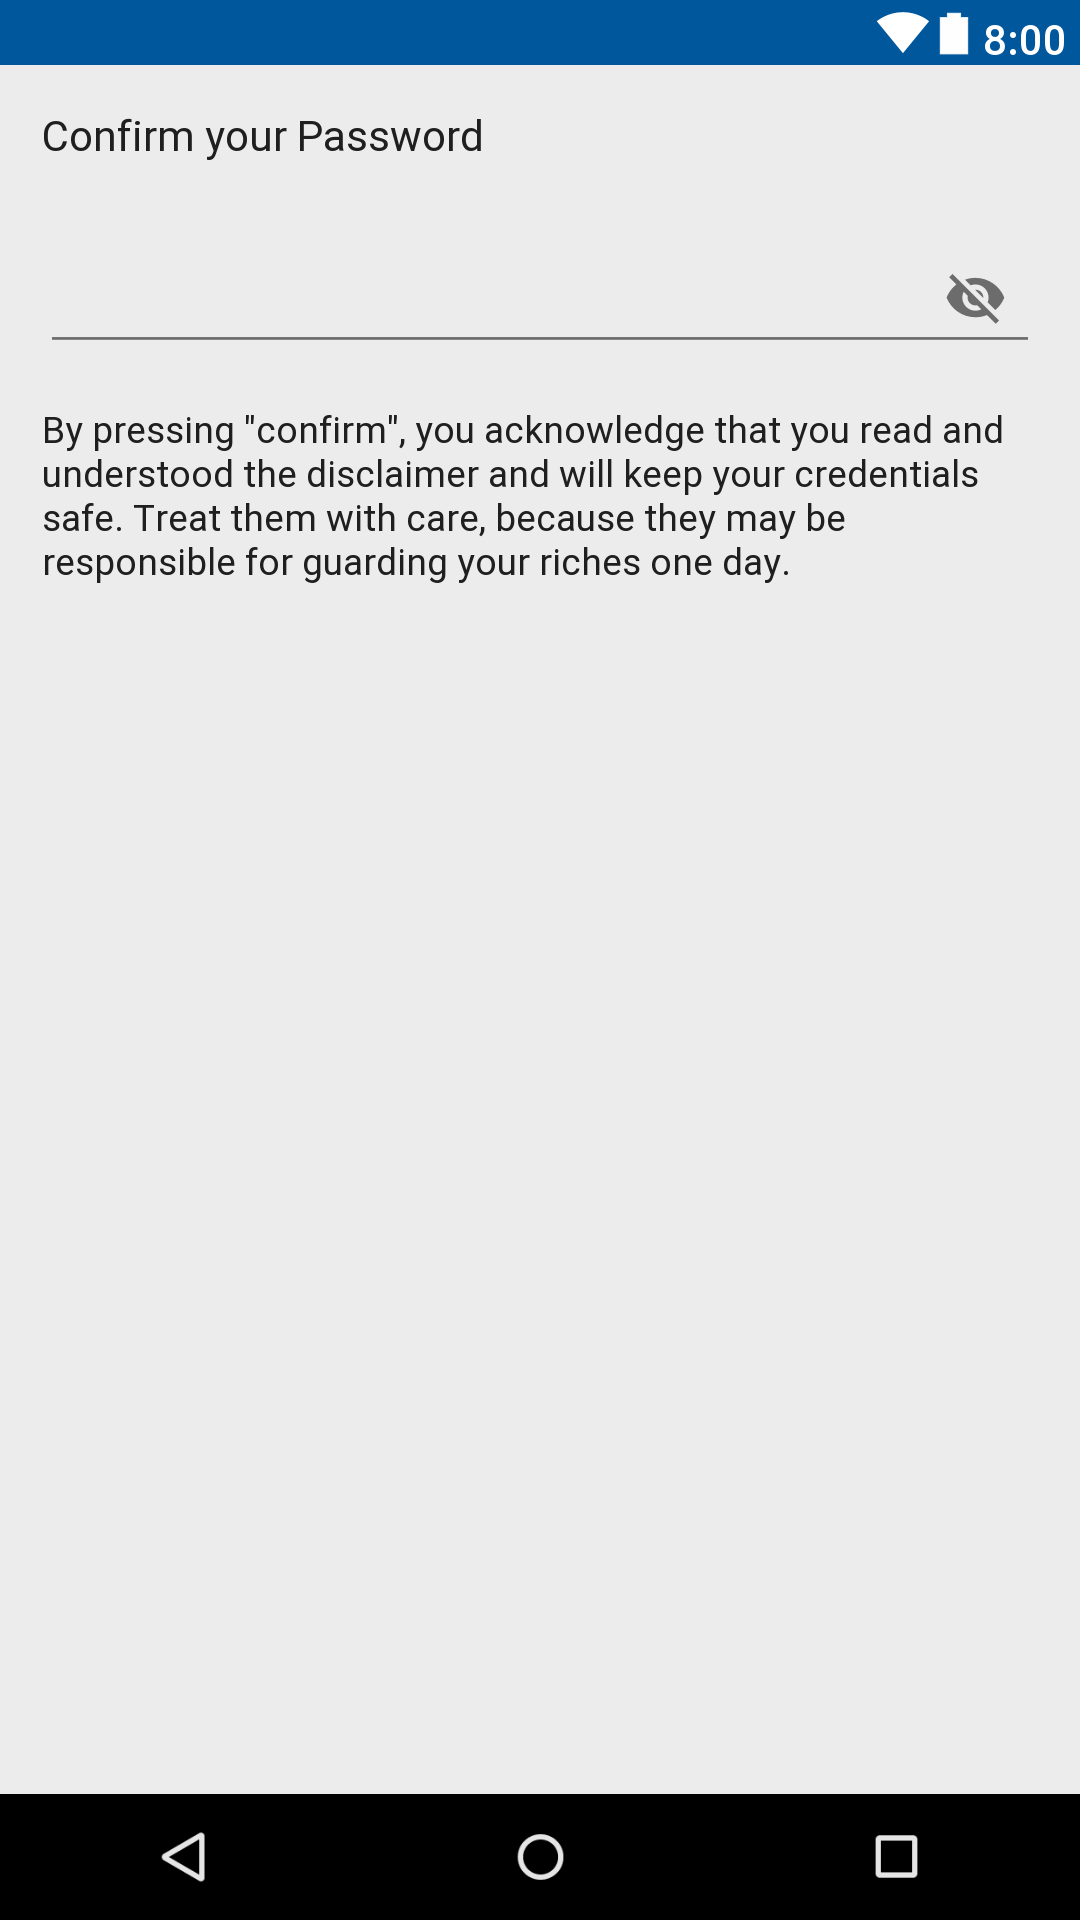 8:00
Confirm your Password
By pressing "confirm", you acknowledge that you read and
understood the disclaimer and will keep your credentials
safe. Treat them with care, because they may be
responsible for guarding your riches one day.